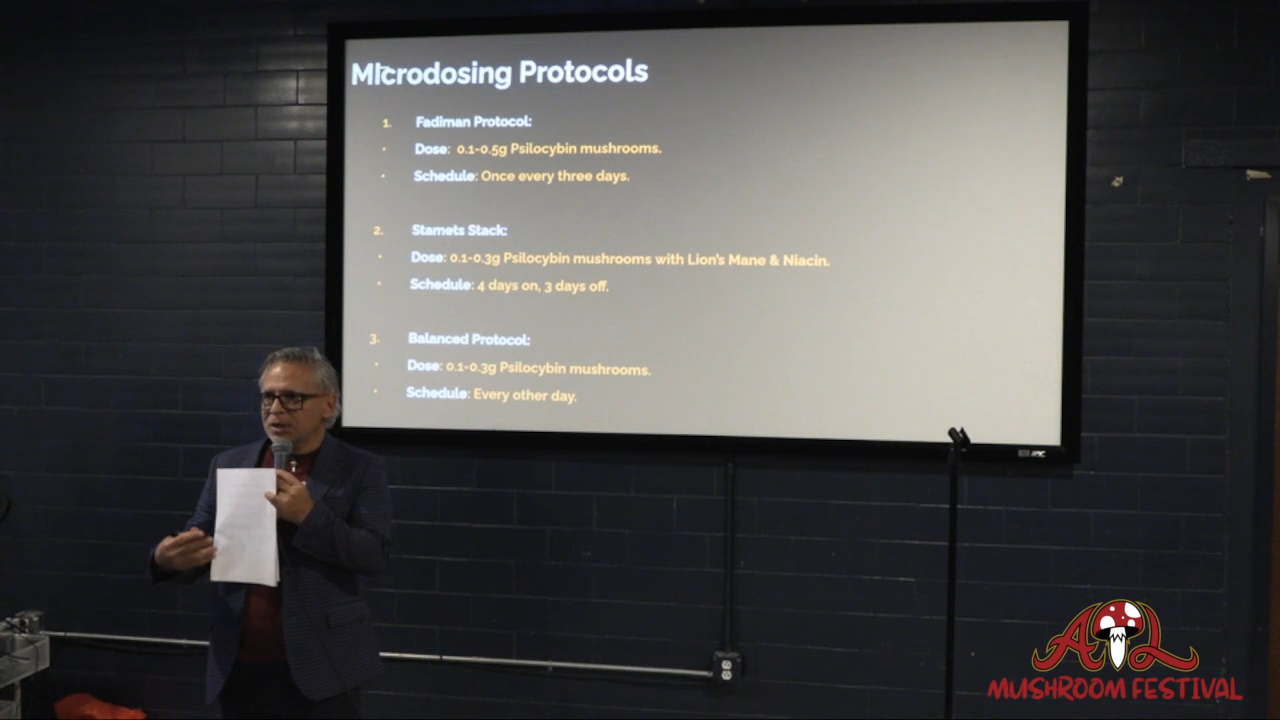 Microdosing Protocols
1. Fadiman Protocol:
• Dose: 0.1-0.5g Psilocybin mushrooms.
• Schedule: Once every three days.
2. Stamets Stack:
• Dose: 0.1-0.3g Psilocybin mushrooms with Lion's Mane & Niacin.
• Schedule: 4 days on, 3 days off.
3. Balanced Protocol:
• Dose: 0.1-0.3g Psilocybin mushrooms.
• Schedule: Every other day.
ATL
MUSHROOM FESTIVAL